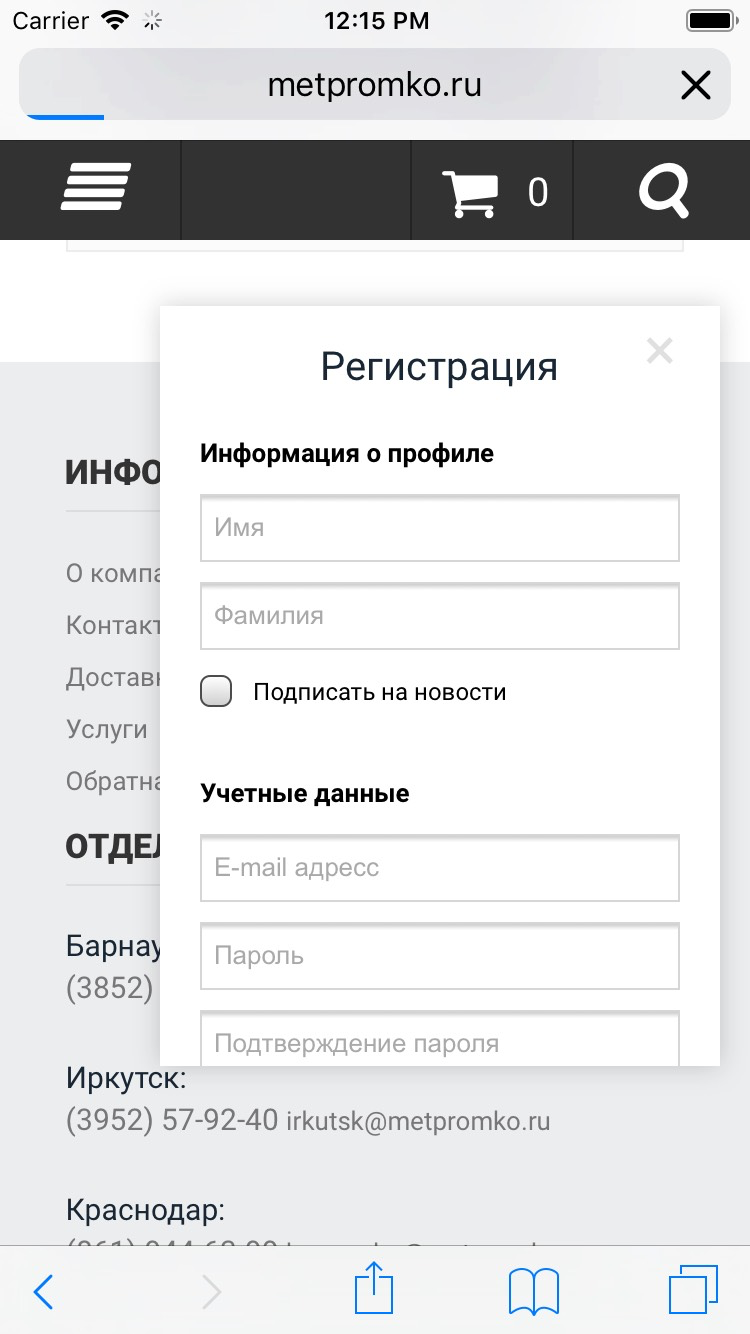 Carrier 12:15 PM
metpromko.ru
0
Регистрация
Информация о профиле
Имя
Фамилия
Подписать на новости
Учетные данные
E-mail адресс
Пароль
Подтверждение пароля
ИНФО
О компа
Контакт
Достав
Услуги
Обратна
ОТДЕЛ
Барнау
(3852)
Иркутск:
(3952) 57-92-40 irkutsk@metpromko.ru
Краснодар: